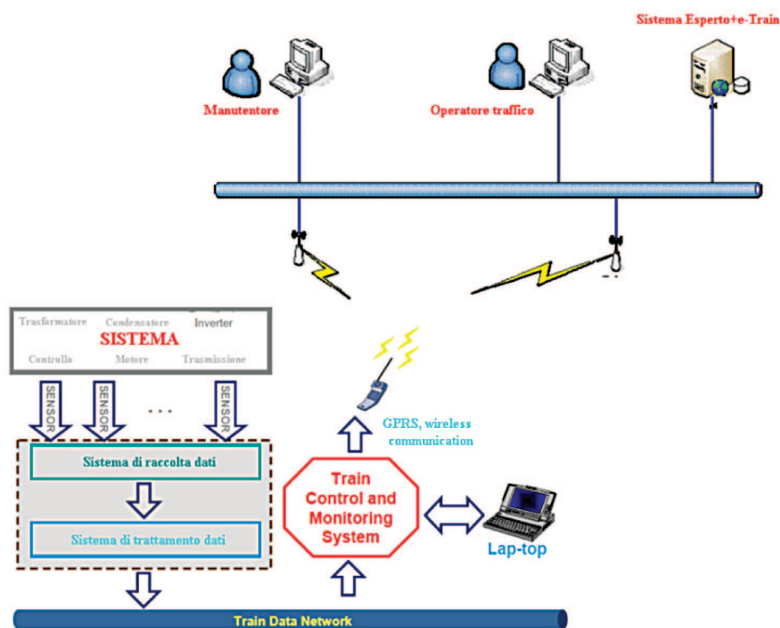 Sistema Esperto+e-Train
Manutentore
Operatore traffico
Trasformatore
Condensatore
Inverter
SISTEMA
Controllo
Motore
Trasmissione
SENSOR
SENSOR
...
SENSOR
GPRS, wireless
communication
Sistema di raccolta dati
Sistema di trattamento dati
Train
Control and
Monitoring
System
Lap-top
Train Data Network